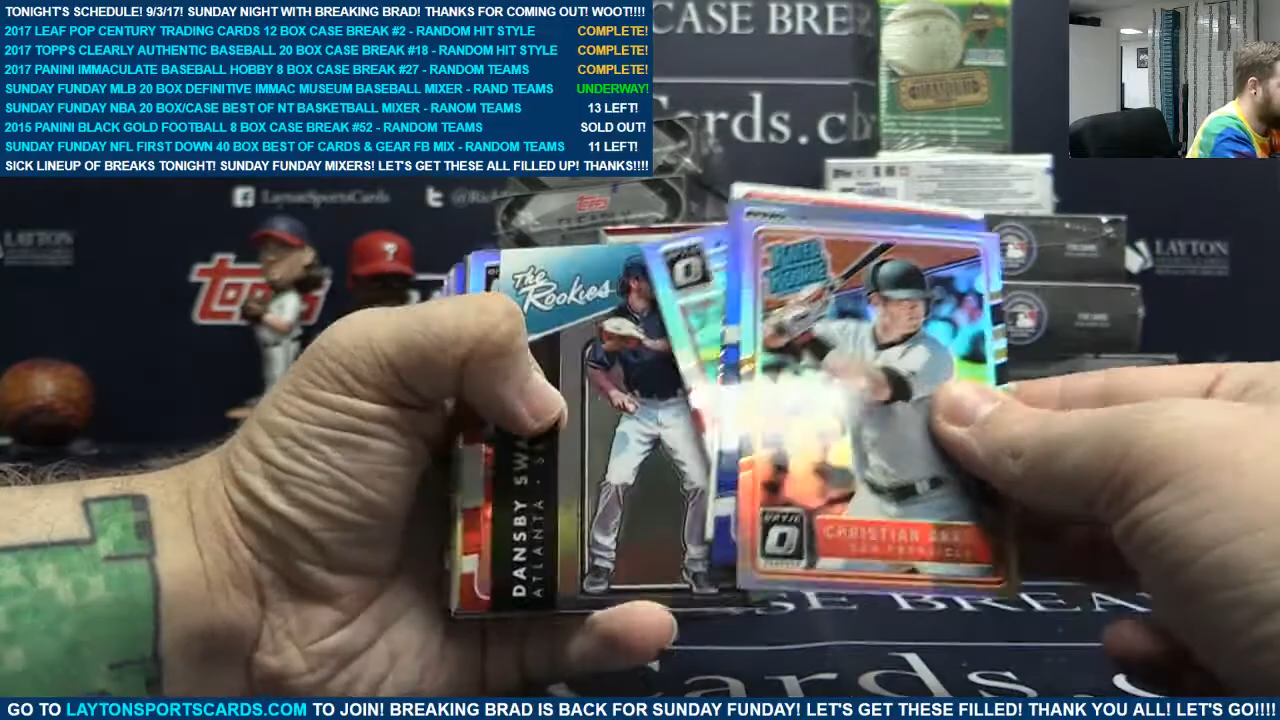 TONIGHT'S SCHEDULE! 9/3/17! SUNDAY NIGHT WITH BREAKING BRAD! THANKS FOR COMING OUT! WOOT!!!!
2017 LEAF POP CENTURY TRADING CARDS 12 BOX CASE BREAK #2 - RANDOM HIT STYLE COMPLETE!
2017 TOPPS CLEARLY AUTHENTIC BASEBALL 20 BOX CASE BREAK #18 - RANDOM HIT STYLE COMPLETE!
2017 PANINI IMMACULATE BASEBALL HOBBY 8 BOX CASE BREAK #27 - RANDOM TEAMS COMPLETE!
SUNDAY FUNDAY MLB 20 BOX DEFINITIVE IMMAC MUSEUM BASEBALL MIXER - RAND TEAMS UNDERWAY!
SUNDAY FUNDAY NBA 20 BOX/CASE BEST OF NT BASKETBALL MIXER - RANOM TEAMS 13 LEFT!
2015 PANINI BLACK GOLD FOOTBALL 8 BOX CASE BREAK #52 - RANDOM TEAMS SOLD OUT!
SUNDAY FUNDAY NFL FIRST DOWN 40 BOX BEST OF CARDS & GEAR FB MIX - RANDOM TEAMS 11 LEFT!
SICK LINEUP OF BREAKS TONIGHT! SUNDAY FUNDAY MIXERS! LET'S GET THESE ALL FILLED UP! THANKS!!!!
CASE BRE
rds.c
LaytonSportsCards
topps
LAYTON
LAYTON
Topps
The Rookies
RATED ROOKIE
DANSBY SWA
ATLANTA - S
OPTIC
CHRISTIAN
SE BREA
Cards.c
GO TO LAYTONSPORTSCARDS.COM TO JOIN! BREAKING BRAD IS BACK FOR SUNDAY FUNDAY! LET'S GET THESE FILLED! THANK YOU ALL! LET'S GO!!!!